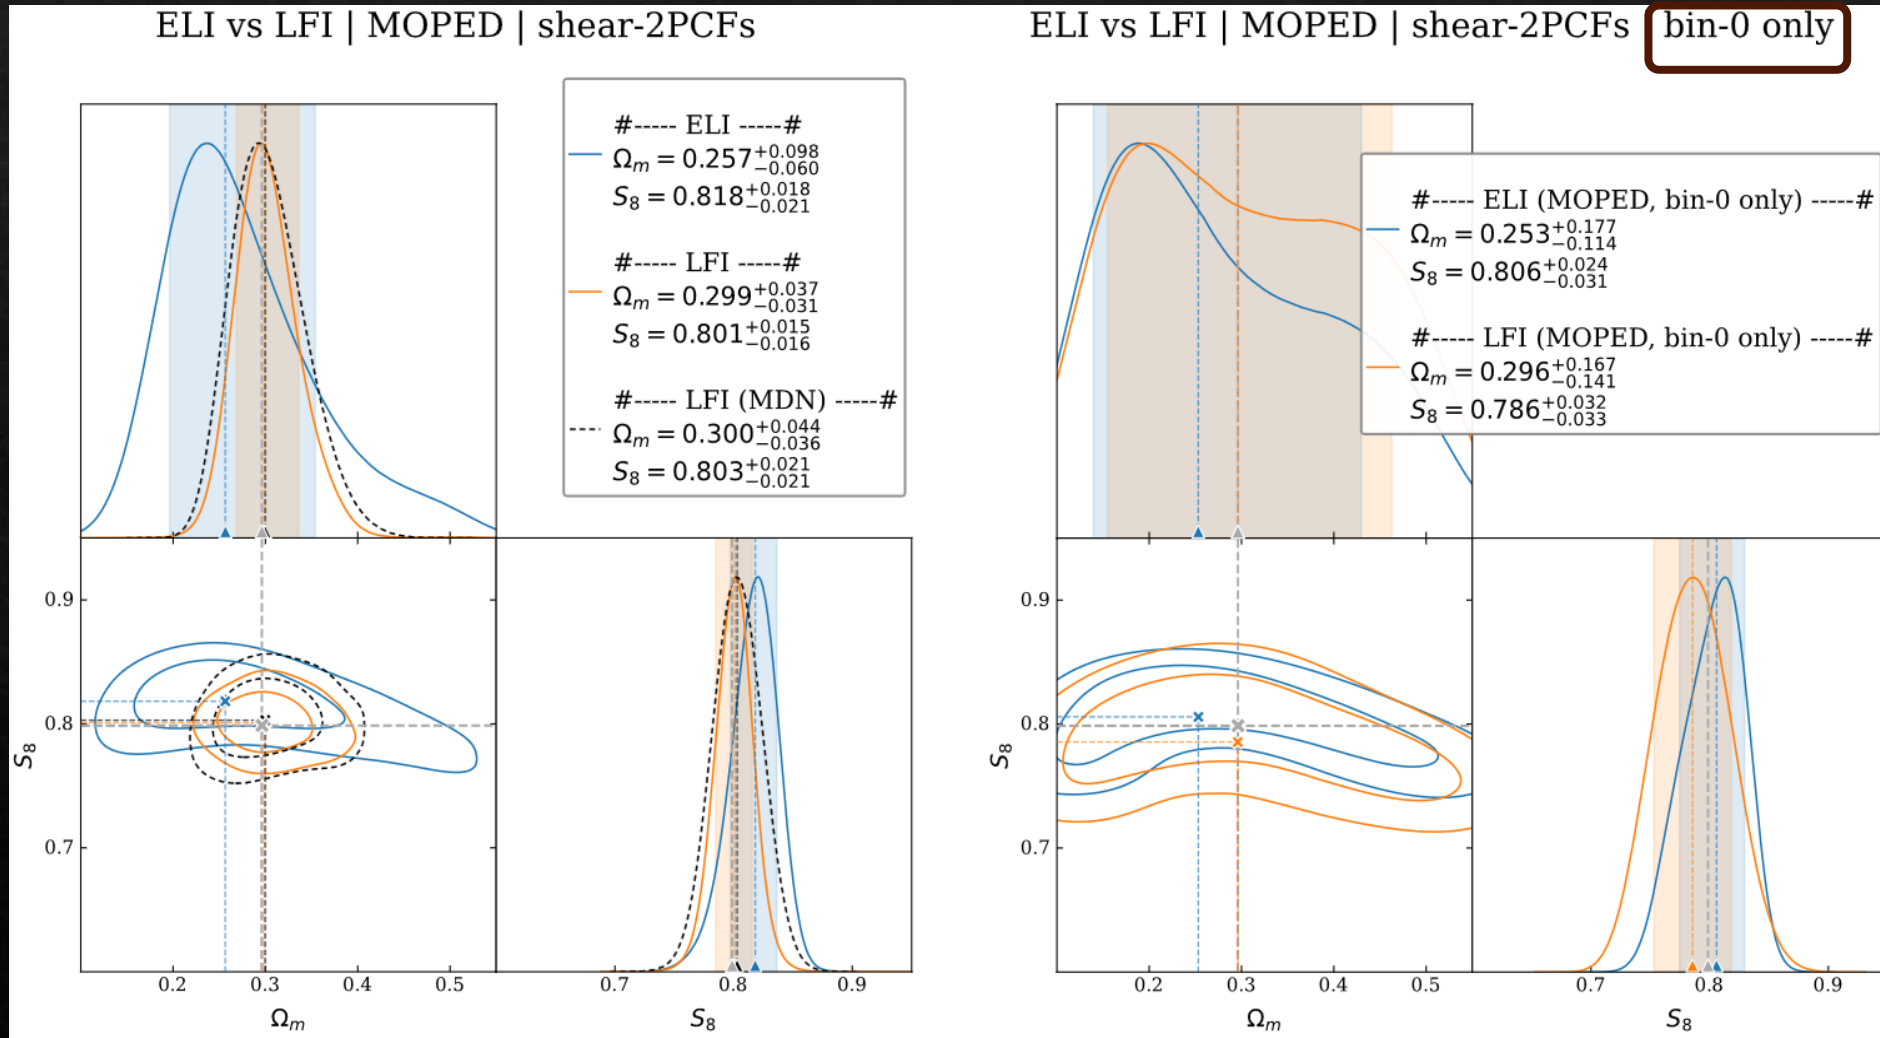 ELI vs LFI | MOPED | shear-2PCFs
#----- ELI -----#
Ωₘ = 0.257^{+0.098}_{−0.060}
S₈ = 0.818^{+0.018}_{−0.021}
#----- LFI -----#
Ωₘ = 0.299^{+0.037}_{−0.031}
S₈ = 0.801^{+0.015}_{−0.016}
#----- LFI (MDN) -----#
Ωₘ = 0.300^{+0.044}_{−0.036}
S₈ = 0.803^{+0.021}_{−0.021}
0.9
0.8
0.7
S₈
0.2 0.3 0.4 0.5
Ωₘ
0.7 0.8 0.9
S₈
ELI vs LFI | MOPED | shear-2PCFs bin-0 only
#----- ELI (MOPED, bin-0 only) -----#
Ωₘ = 0.253^{+0.177}_{−0.114}
S₈ = 0.806^{+0.024}_{−0.031}
#----- LFI (MOPED, bin-0 only) -----#
Ωₘ = 0.296^{+0.167}_{−0.141}
S₈ = 0.786^{+0.032}_{−0.033}
0.9
0.8
0.7
S₈
0.2 0.3 0.4 0.5
Ωₘ
0.7 0.8 0.9
S₈